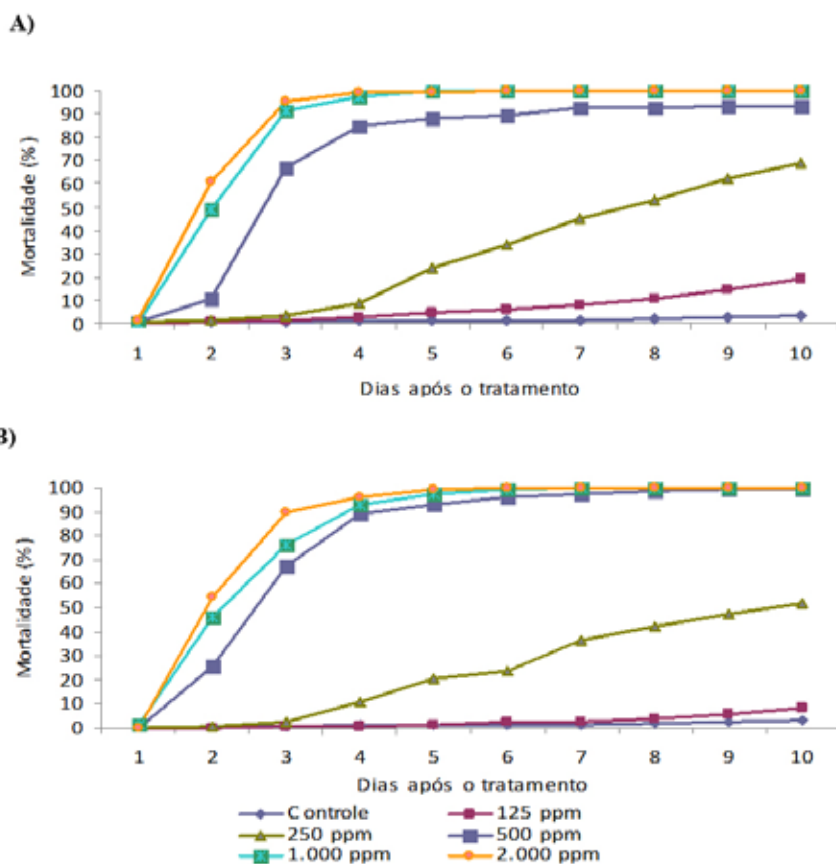 A)
Mortalidade (%)
100
90
80
70
60
50
40
30
20
10
0
1 2 3 4 5 6 7 8 9 10
Dias após o tratamento
B)
Mortalidade (%)
100
90
80
70
60
50
40
30
20
10
0
1 2 3 4 5 6 7 8 9 10
Dias após o tratamento
C ontrole 125 ppm
250 ppm 500 ppm
1.000 ppm 2.000 ppm